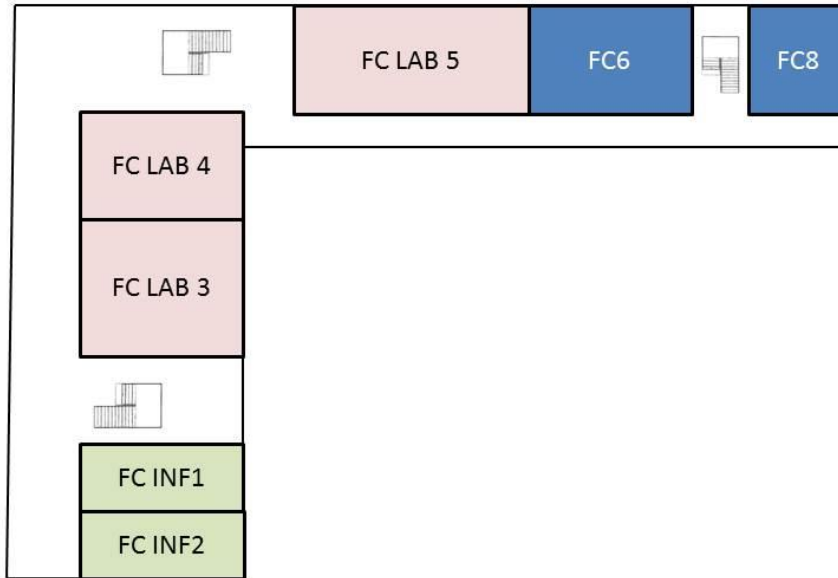 FC LAB 5
FC6
FC8
FC LAB 4
FC LAB 3
FC INF1
FC INF2